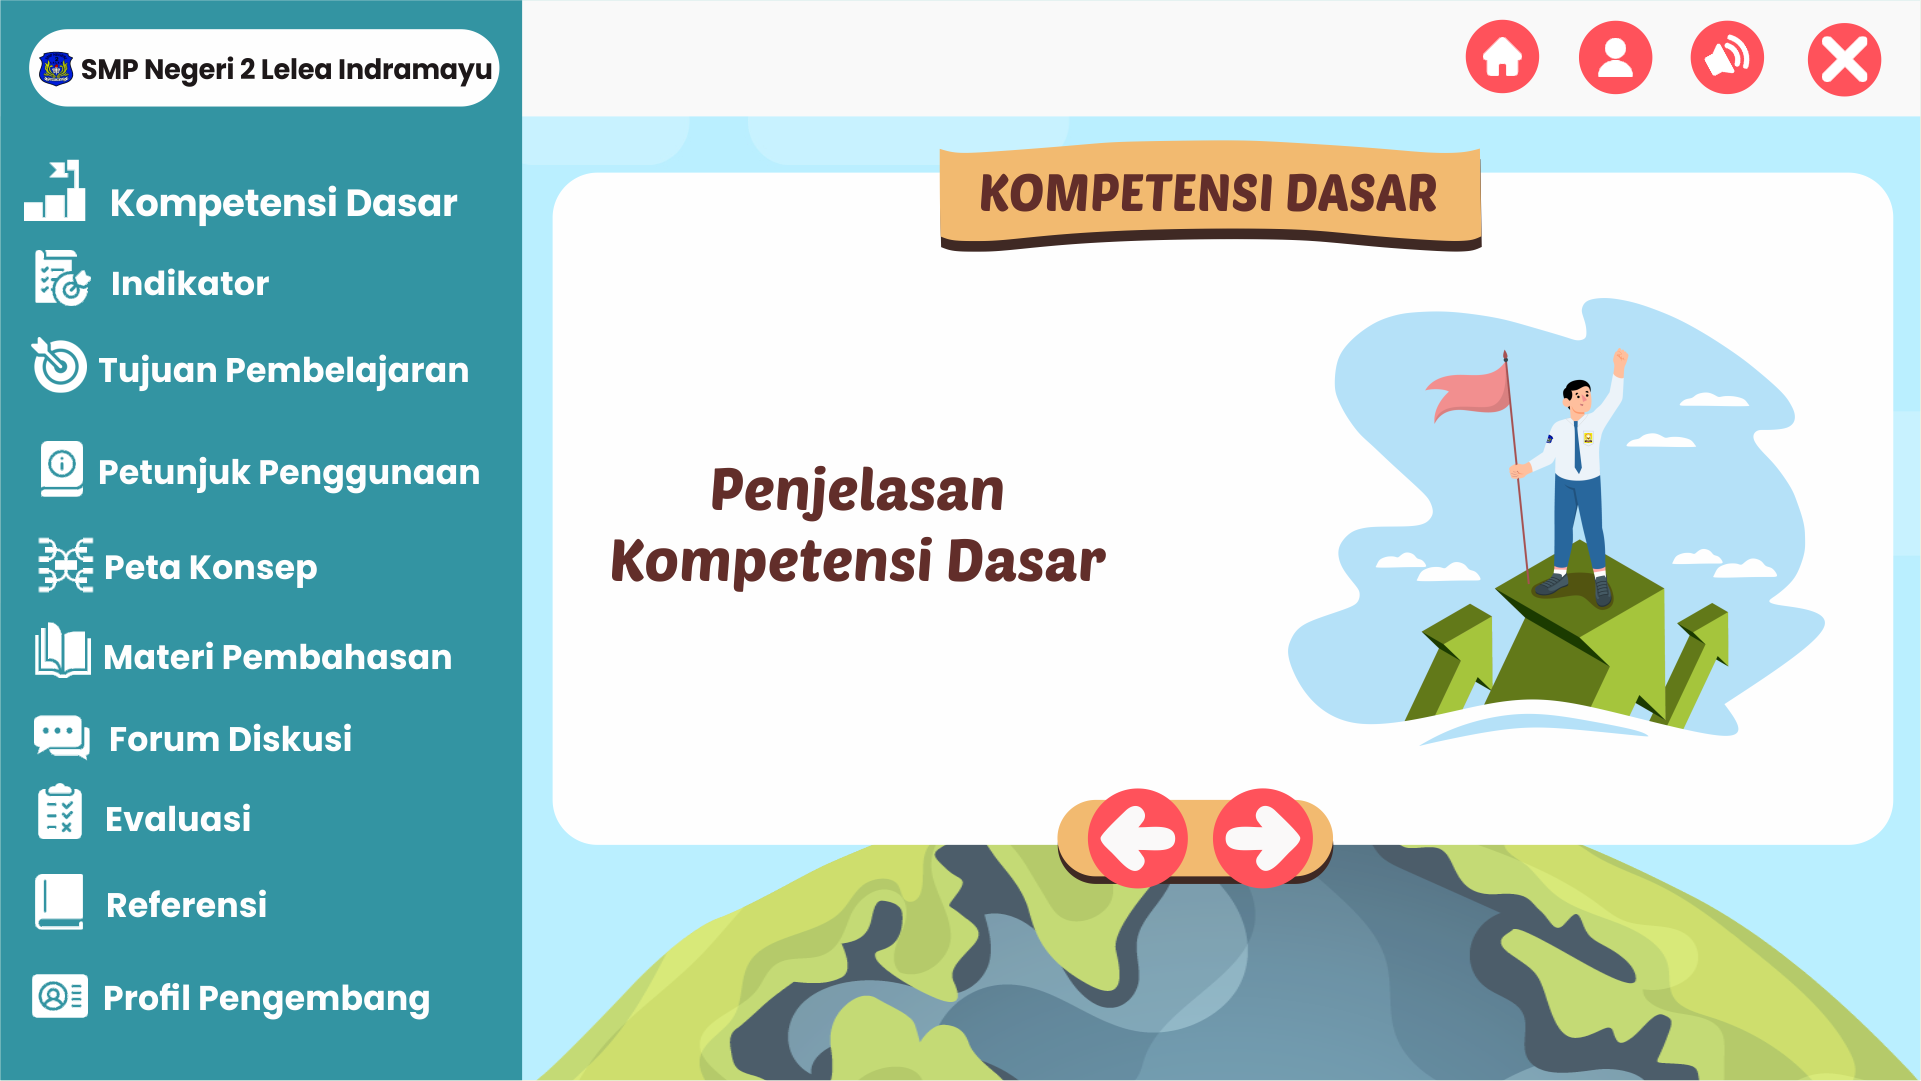 SMP Negeri 2 Lelea Indramayu
Kompetensi Dasar
Indikator
Tujuan Pembelajaran
Petunjuk Penggunaan
Peta Konsep
Materi Pembahasan
Forum Diskusi
Evaluasi
Referensi
Profil Pengembang
KOMPETENSI DASAR
Penjelasan
Kompetensi Dasar